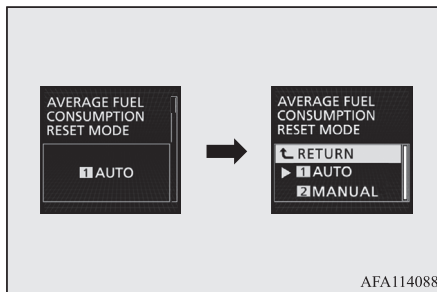 AVERAGE FUEL
CONSUMPTION
RESET MODE
1 AUTO
AVERAGE FUEL
CONSUMPTION
RESET MODE
RETURN
1 AUTO
2 MANUAL
AFA114088